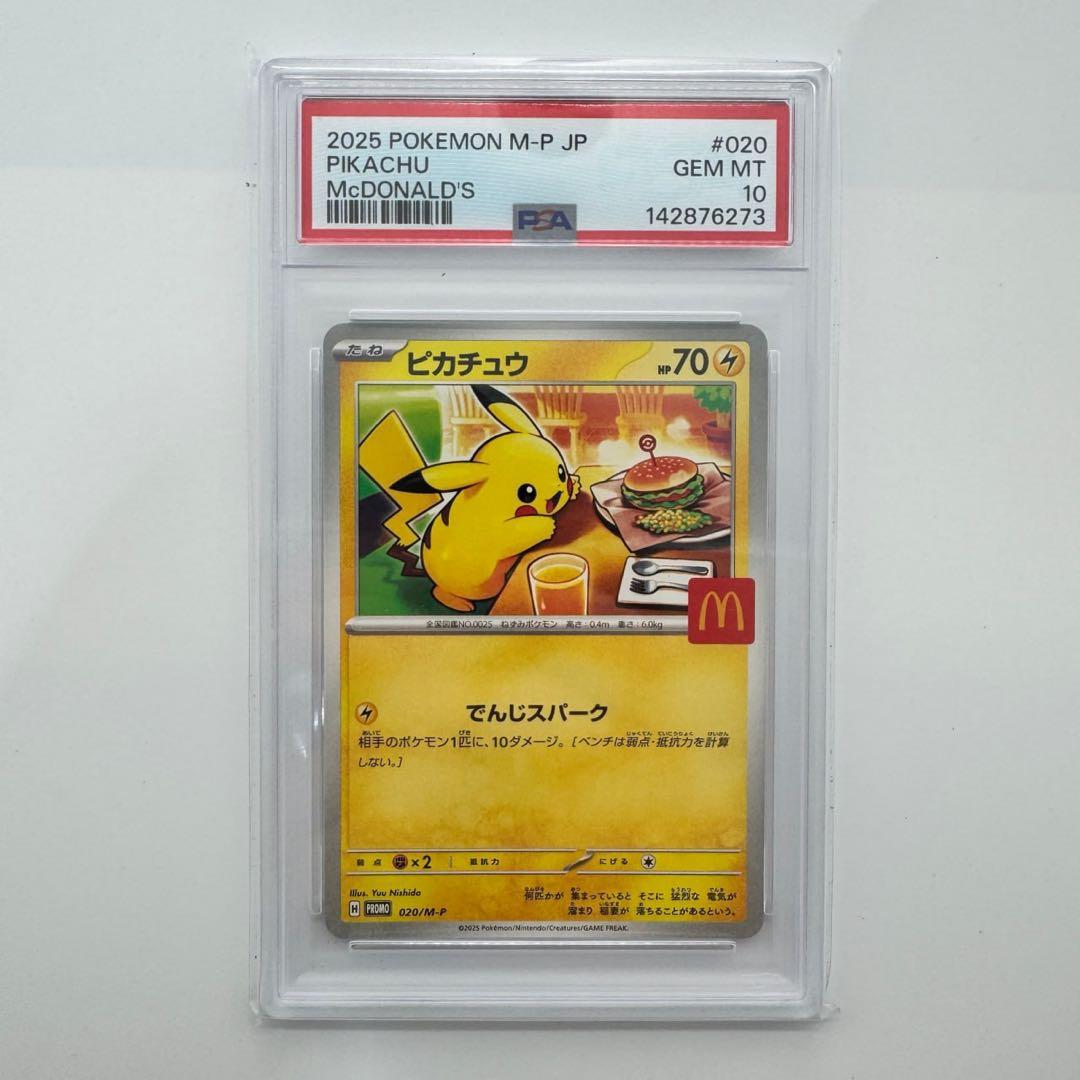 2025 POKEMON M-P JP #020
PIKACHU GEM MT
McDONALD'S 10
PSA 142876273
たね ピカチュウ HP70
M
全国図鑑NO.0025 ねずみポケモン 高さ:0.4m 重さ:6.0kg
でんじスパーク
相手のポケモン1匹に、10ダメージ。[ベンチは弱点・抵抗力を計算
しない。]
弱点 ×2 抵抗力 にげる
Illus. Yuu Nishida
何匹かが 集まっていると そこに 猛烈な 電気が
溜まり 稲妻が 落ちることがあるという。
H PROMO 020/M-P
©2025 Pokémon/Nintendo/Creatures/GAME FREAK.